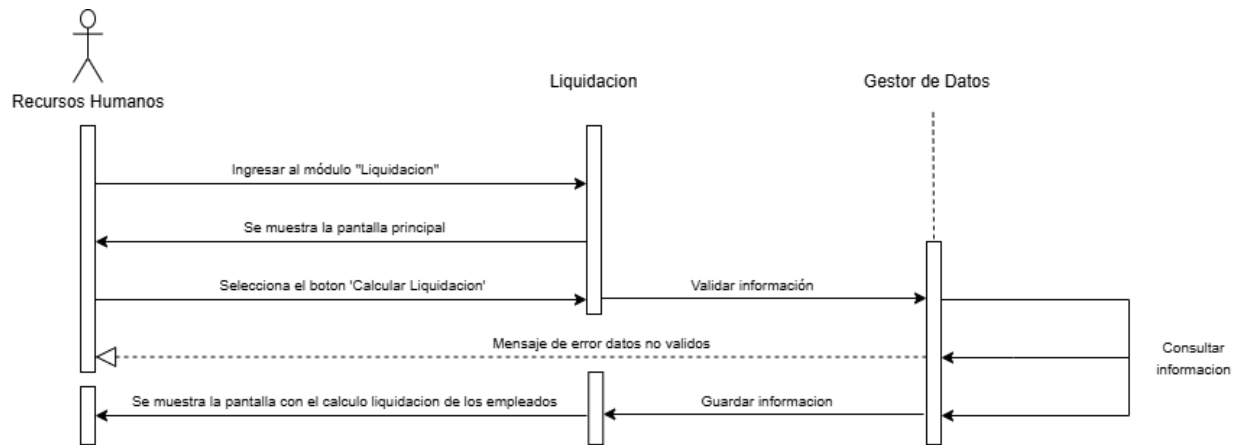 Recursos Humanos
Liquidacion
Gestor de Datos
Ingresar al módulo "Liquidacion"
Se muestra la pantalla principal
Selecciona el boton 'Calcular Liquidacion'
Validar información
Mensaje de error datos no validos
Consultar
informacion
Se muestra la pantalla con el calculo liquidacion de los empleados
Guardar informacion